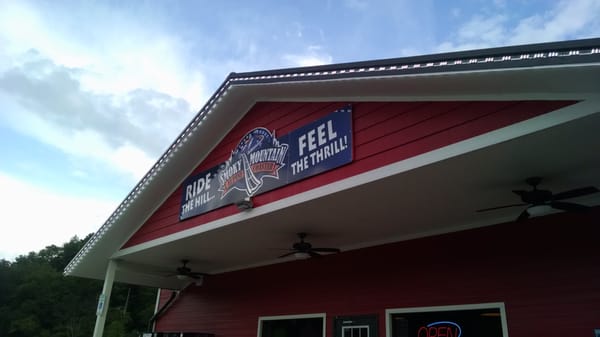 RIDE
THE HILL...
SMOKY MOUNTAIN
FEEL
THE THRILL!
OPEN